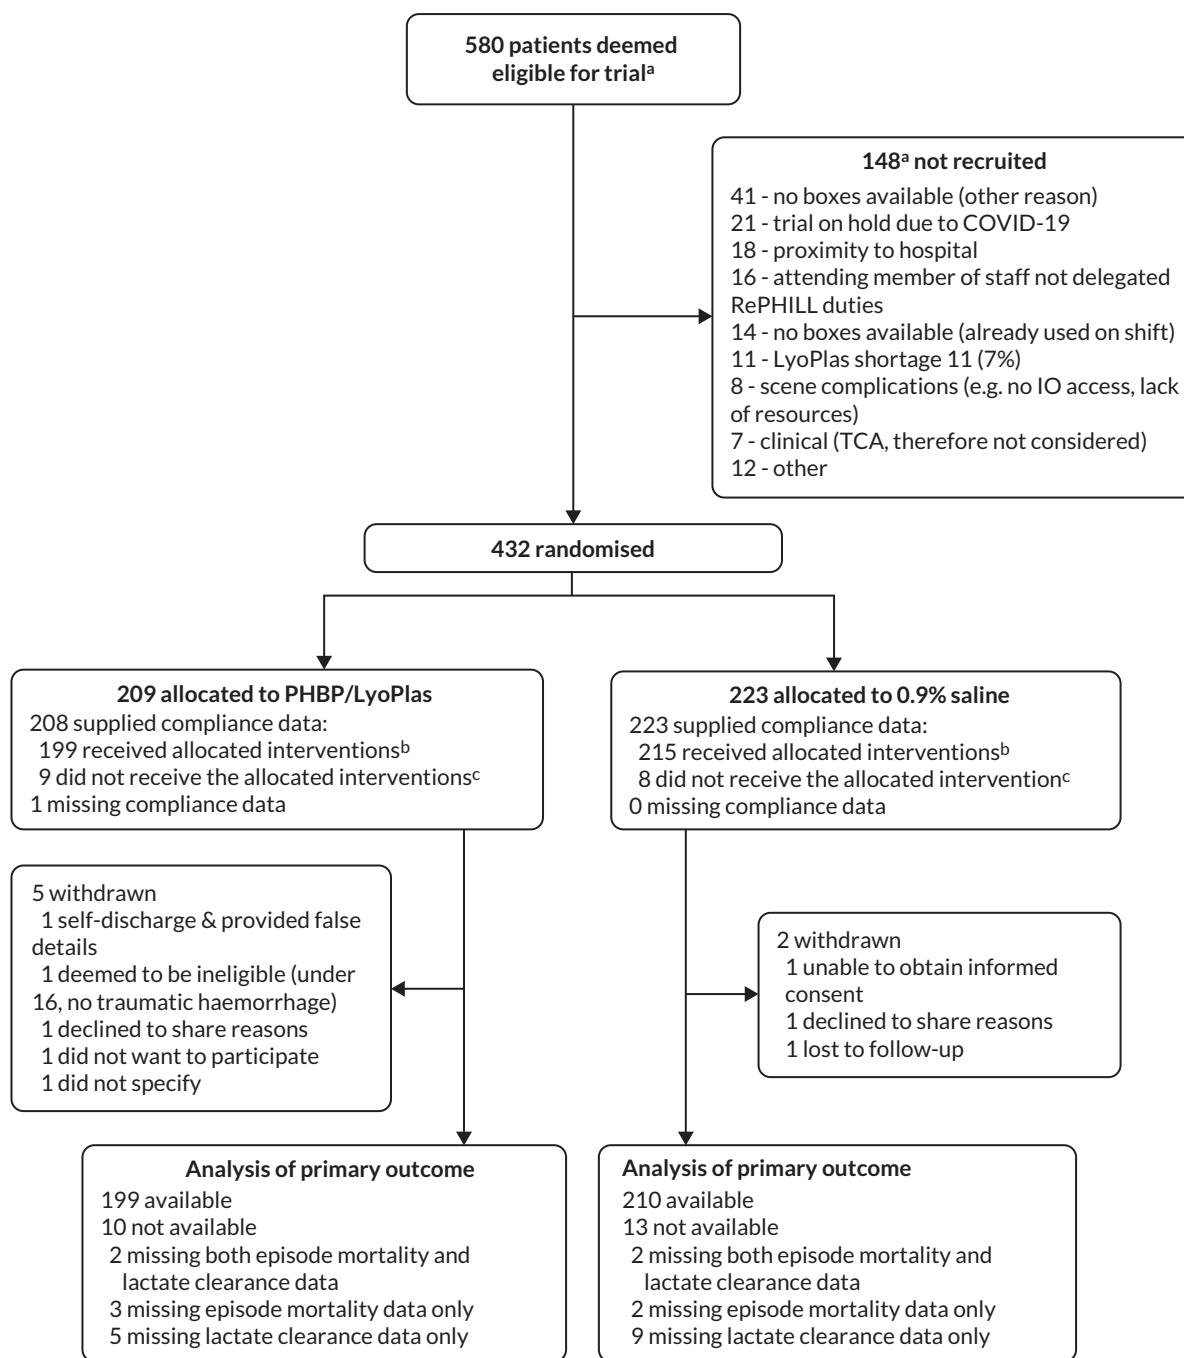 580 patients deemed
eligible for trialᵃ
148ᵃ not recruited
41 - no boxes available (other reason)
21 - trial on hold due to COVID-19
18 - proximity to hospital
16 - attending member of staff not delegated
RePHILL duties
14 - no boxes available (already used on shift)
11 - LyoPlas shortage 11 (7%)
8 - scene complications (e.g. no IO access, lack
of resources)
7 - clinical (TCA, therefore not considered)
12 - other
432 randomised
209 allocated to PHBP/LyoPlas
208 supplied compliance data:
199 received allocated interventionsᵇ
9 did not receive the allocated interventionsᶜ
1 missing compliance data
223 allocated to 0.9% saline
223 supplied compliance data:
215 received allocated interventionsᵇ
8 did not receive the allocated interventionᶜ
0 missing compliance data
5 withdrawn
1 self-discharge & provided false
details
1 deemed to be ineligible (under
16, no traumatic haemorrhage)
1 declined to share reasons
1 did not want to participate
1 did not specify
2 withdrawn
1 unable to obtain informed
consent
1 declined to share reasons
1 lost to follow-up
Analysis of primary outcome
199 available
10 not available
2 missing both episode mortality and
lactate clearance data
3 missing episode mortality data only
5 missing lactate clearance data only
Analysis of primary outcome
210 available
13 not available
2 missing both episode mortality and
lactate clearance data
2 missing episode mortality data only
9 missing lactate clearance data only